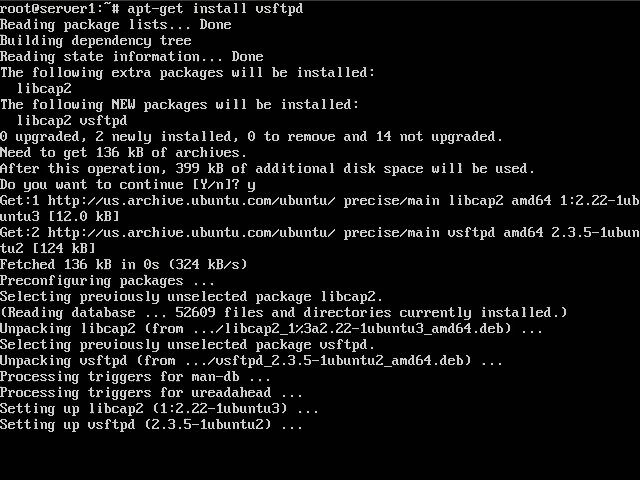 root@server1:~# apt-get install vsftpd
Reading package lists... Done
Building dependency tree
Reading state information... Done
The following extra packages will be installed:
  libcap2
The following NEW packages will be installed:
  libcap2 vsftpd
0 upgraded, 2 newly installed, 0 to remove and 14 not upgraded.
Need to get 136 kB of archives.
After this operation, 399 kB of additional disk space will be used.
Do you want to continue [Y/n]? y
Get:1 http://us.archive.ubuntu.com/ubuntu/ precise/main libcap2 amd64 1:2.22-1ub
untu3 [12.0 kB]
Get:2 http://us.archive.ubuntu.com/ubuntu/ precise/main vsftpd amd64 2.3.5-1ubun
tu2 [124 kB]
Fetched 136 kB in 0s (324 kB/s)
Preconfiguring packages ...
Selecting previously unselected package libcap2.
(Reading database ... 52609 files and directories currently installed.)
Unpacking libcap2 (from .../libcap2_1%3a2.22-1ubuntu3_amd64.deb) ...
Selecting previously unselected package vsftpd.
Unpacking vsftpd (from .../vsftpd_2.3.5-1ubuntu2_amd64.deb) ...
Processing triggers for man-db ...
Processing triggers for ureadahead ...
Setting up libcap2 (1:2.22-1ubuntu3) ...
Setting up vsftpd (2.3.5-1ubuntu2) ...